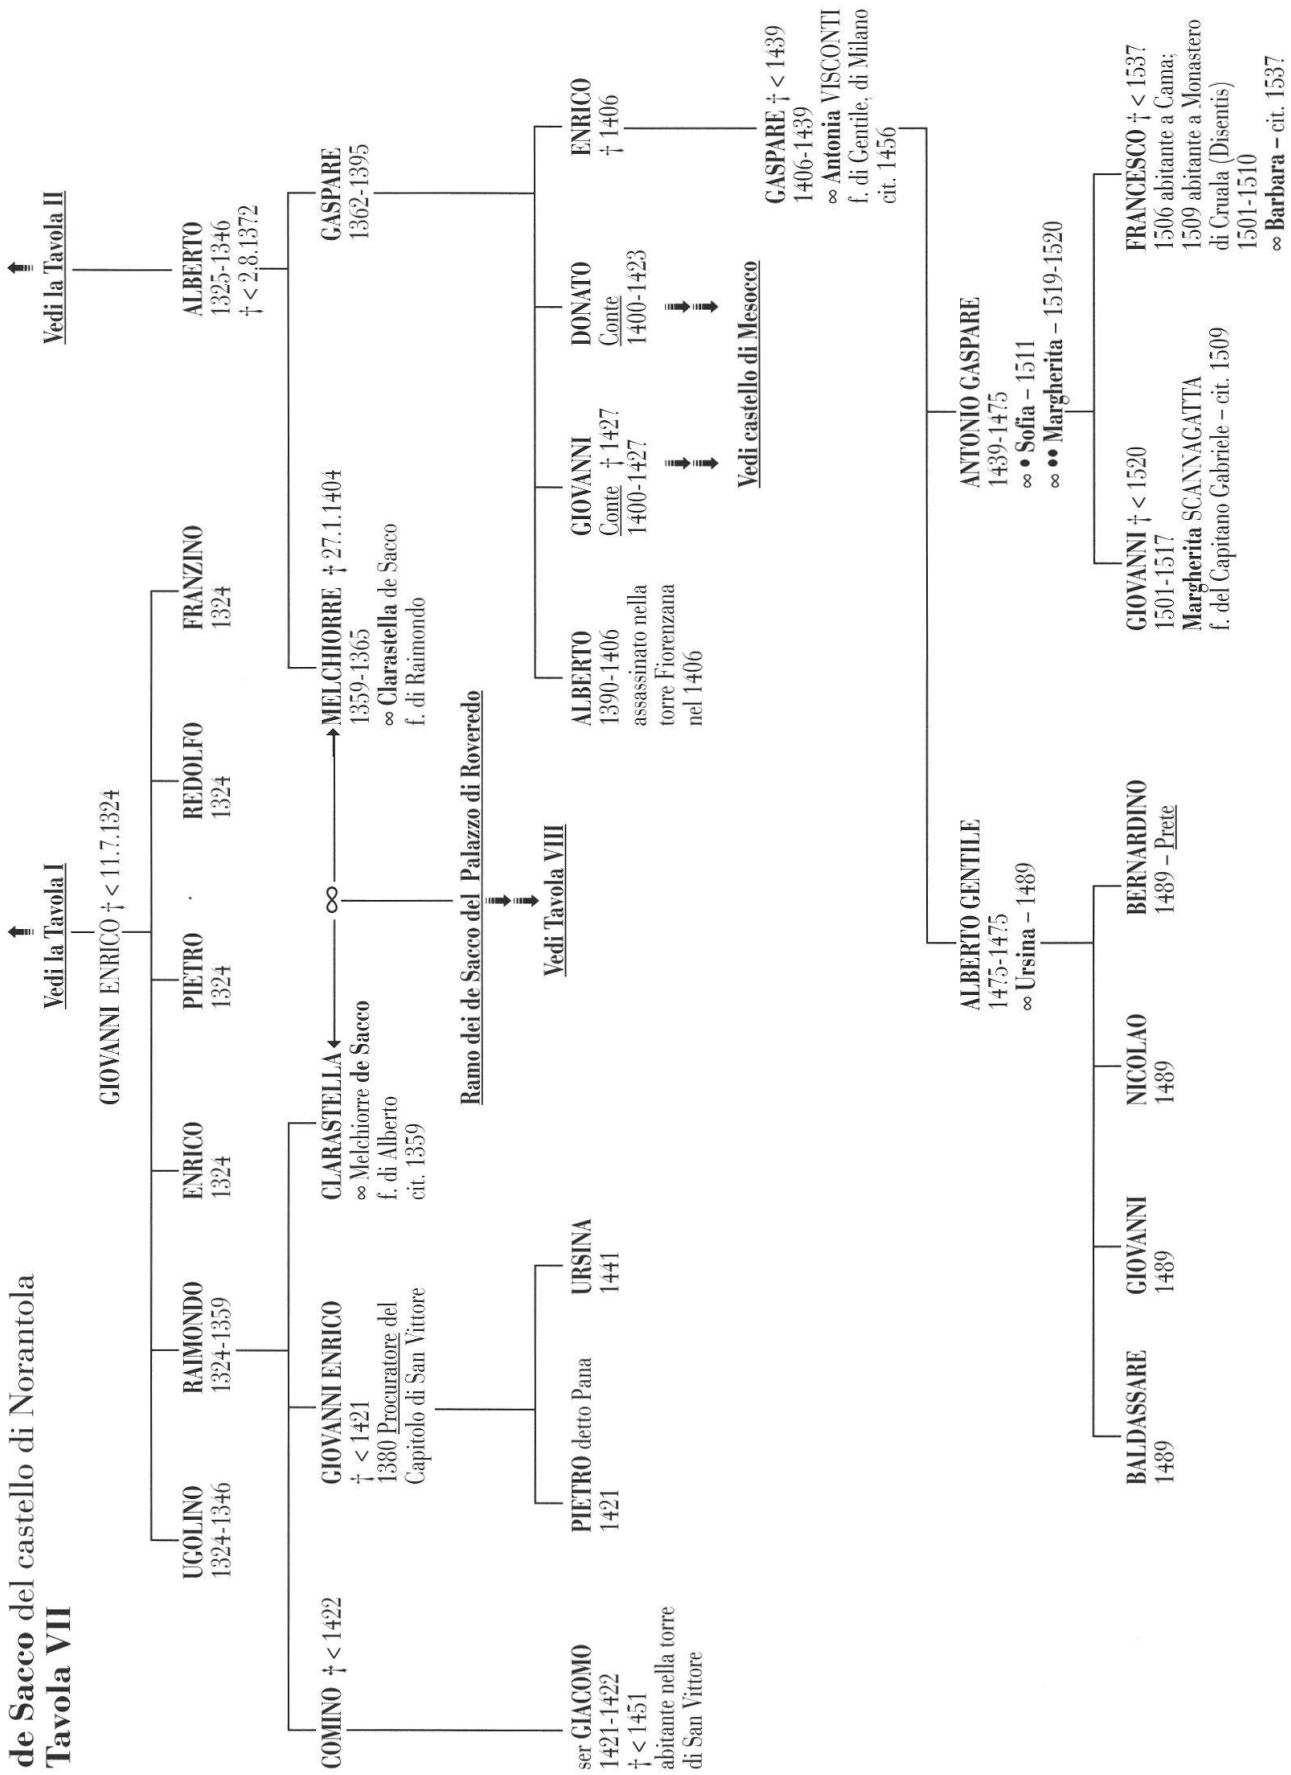 de Sacco del castello di Norantola
Tavola VII
Vedi la Tavola I
GIOVANNI ENRICO † < 11.7.1324
Vedi la Tavola II
UGOLINO
1324-1346
RAIMONDO
1324-1359
ENRICO
1324
PIETRO
1324
REDOLFO
1324
FRANZINO
1324
ALBERTO
1325-1346
† < 2.8.1372
COMINO † < 1422
GIOVANNI ENRICO
† < 1421
1380 Procuratore del
Capitolo di San Vittore
CLARASTELLA
∞ Melchiorre de Sacco
f. di Alberto
cit. 1359
∞
MELCHIORRE † 27.1.1404
1359-1365
∞ Clarastella de Sacco
f. di Raimondo
GASPARE
1362-1395
Ramo dei de Sacco del Palazzo di Roveredo
Vedi Tavola VIII
ser GIACOMO
1421-1422
† < 1451
abitante nella torre
di San Vittore
PIETRO detto Pana
1421
URSINA
1441
ALBERTO
1390-1406
assassinato nella
torre Fiorenzana
nel 1406
GIOVANNI
Conte † 1427
1400-1427
DONATO
Conte
1400-1423
ENRICO
† 1406
Vedi castello di Mesocco
GASPARE † < 1439
1406-1439
∞ Antonia VISCONTI
f. di Gentile, di Milano
cit. 1456
ALBERTO GENTILE
1475-1475
∞ Ursina – 1489
ANTONIO GASPARE
1439-1475
∞ • Sofia – 1511
∞ •• Margherita – 1519-1520
BALDASSARE
1489
GIOVANNI
1489
NICOLAO
1489
BERNARDINO
1489 – Prete
GIOVANNI † < 1520
1501-1517
Margherita SCANNAGATTA
f. del Capitano Gabriele – cit. 1509
FRANCESCO † < 1537
1506 abitante a Cama;
1509 abitante a Monastero
di Cruala (Disentis)
1501-1510
∞ Barbara – cit. 1537